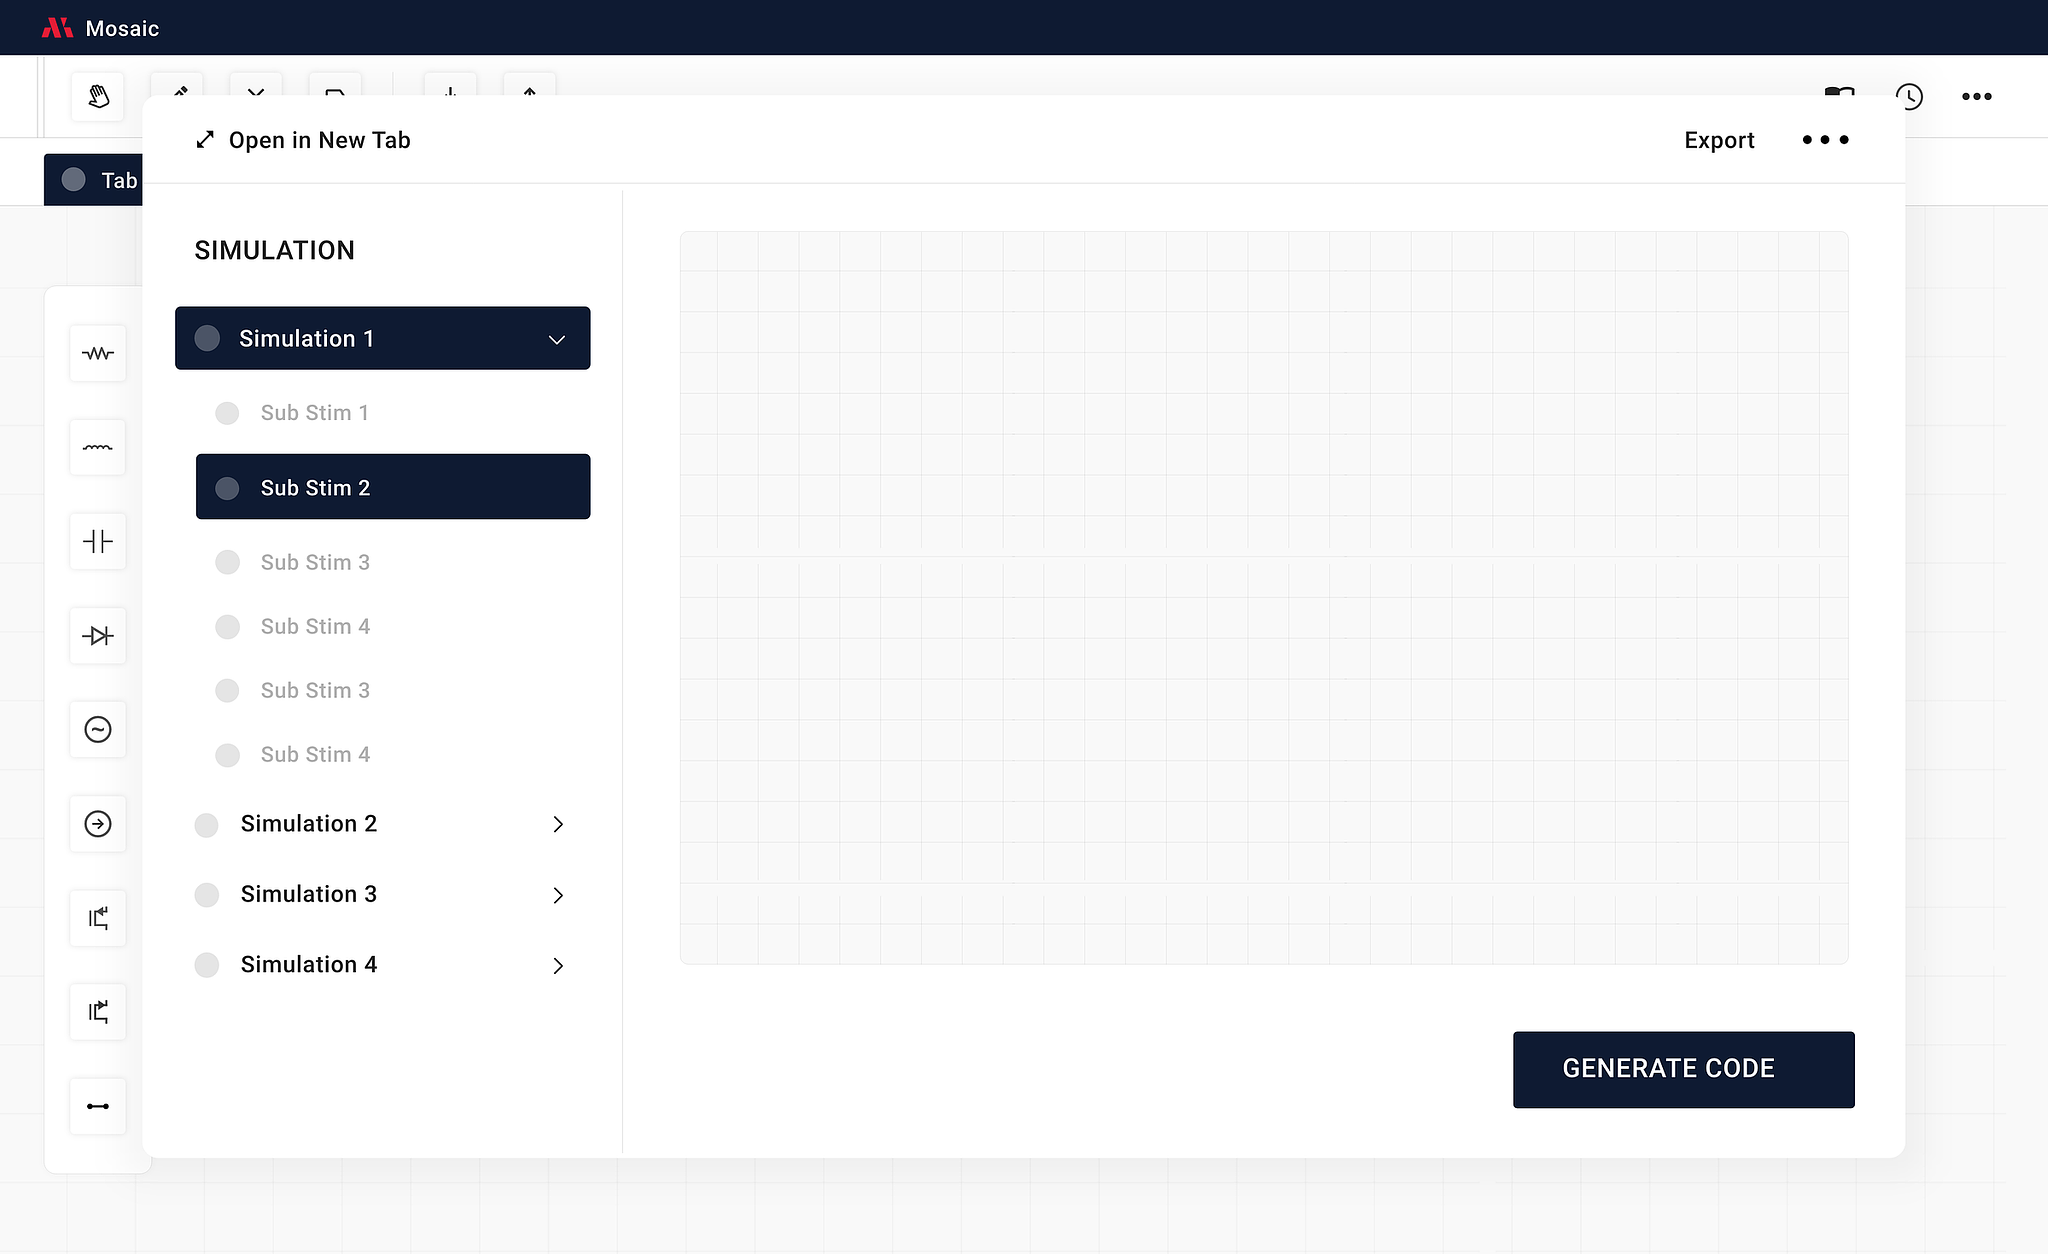 Mosaic
Open in New Tab
Export
Tab
SIMULATION
Simulation 1
Sub Stim 1
Sub Stim 2
Sub Stim 3
Sub Stim 4
Sub Stim 3
Sub Stim 4
Simulation 2
Simulation 3
Simulation 4
GENERATE CODE